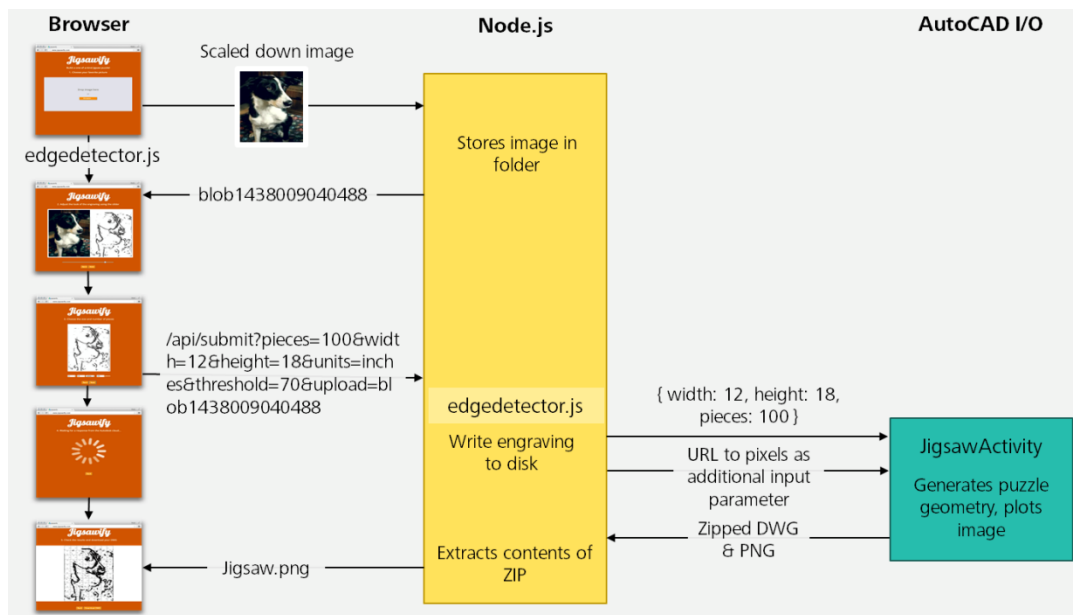 Browser
Node.js
AutoCAD I/O
Jigsawify
Scaled down image
edgedetector.js
Stores image in
folder
blob1438009040488
Jigsawify
Jigsawify
/api/submit?pieces=100&widt
h=12&height=18&units=inch
es&threshold=70&upload=bl
ob1438009040488
edgedetector.js
Write engraving
to disk
{ width: 12, height: 18,
pieces: 100 }
URL to pixels as
additional input
parameter
JigsawActivity
Generates puzzle
geometry, plots
image
Jigsawify
Zipped DWG
& PNG
Jigsawify
Extracts contents of
ZIP
Jigsaw.png